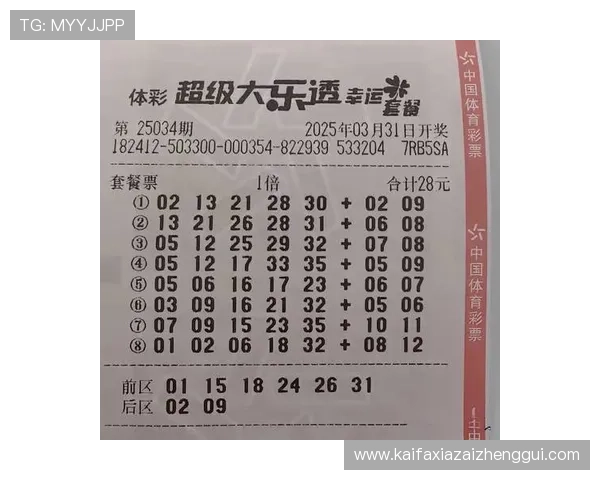 TG: MYYJJPP
体彩 超级大乐透 幸运套餐
第 25034期 2025年03月31日开奖
182412-503300-000354-822939 533204 7RB5SA
套餐票 1倍 合计28元
① 02 13 21 28 30 + 02 09
② 13 21 26 28 31 + 06 08
③ 05 12 25 29 32 + 07 08
④ 05 12 17 33 35 + 05 09
⑤ 05 06 16 17 23 + 06 07
⑥ 03 09 16 21 32 + 05 06
⑦ 07 09 15 23 35 + 10 11
⑧ 01 02 06 18 32 + 08 12
前区 01 15 18 24 26 31
后区 02 09
中国体育彩票
中国体育彩票
www.kaifaxiazaizhenggui.com